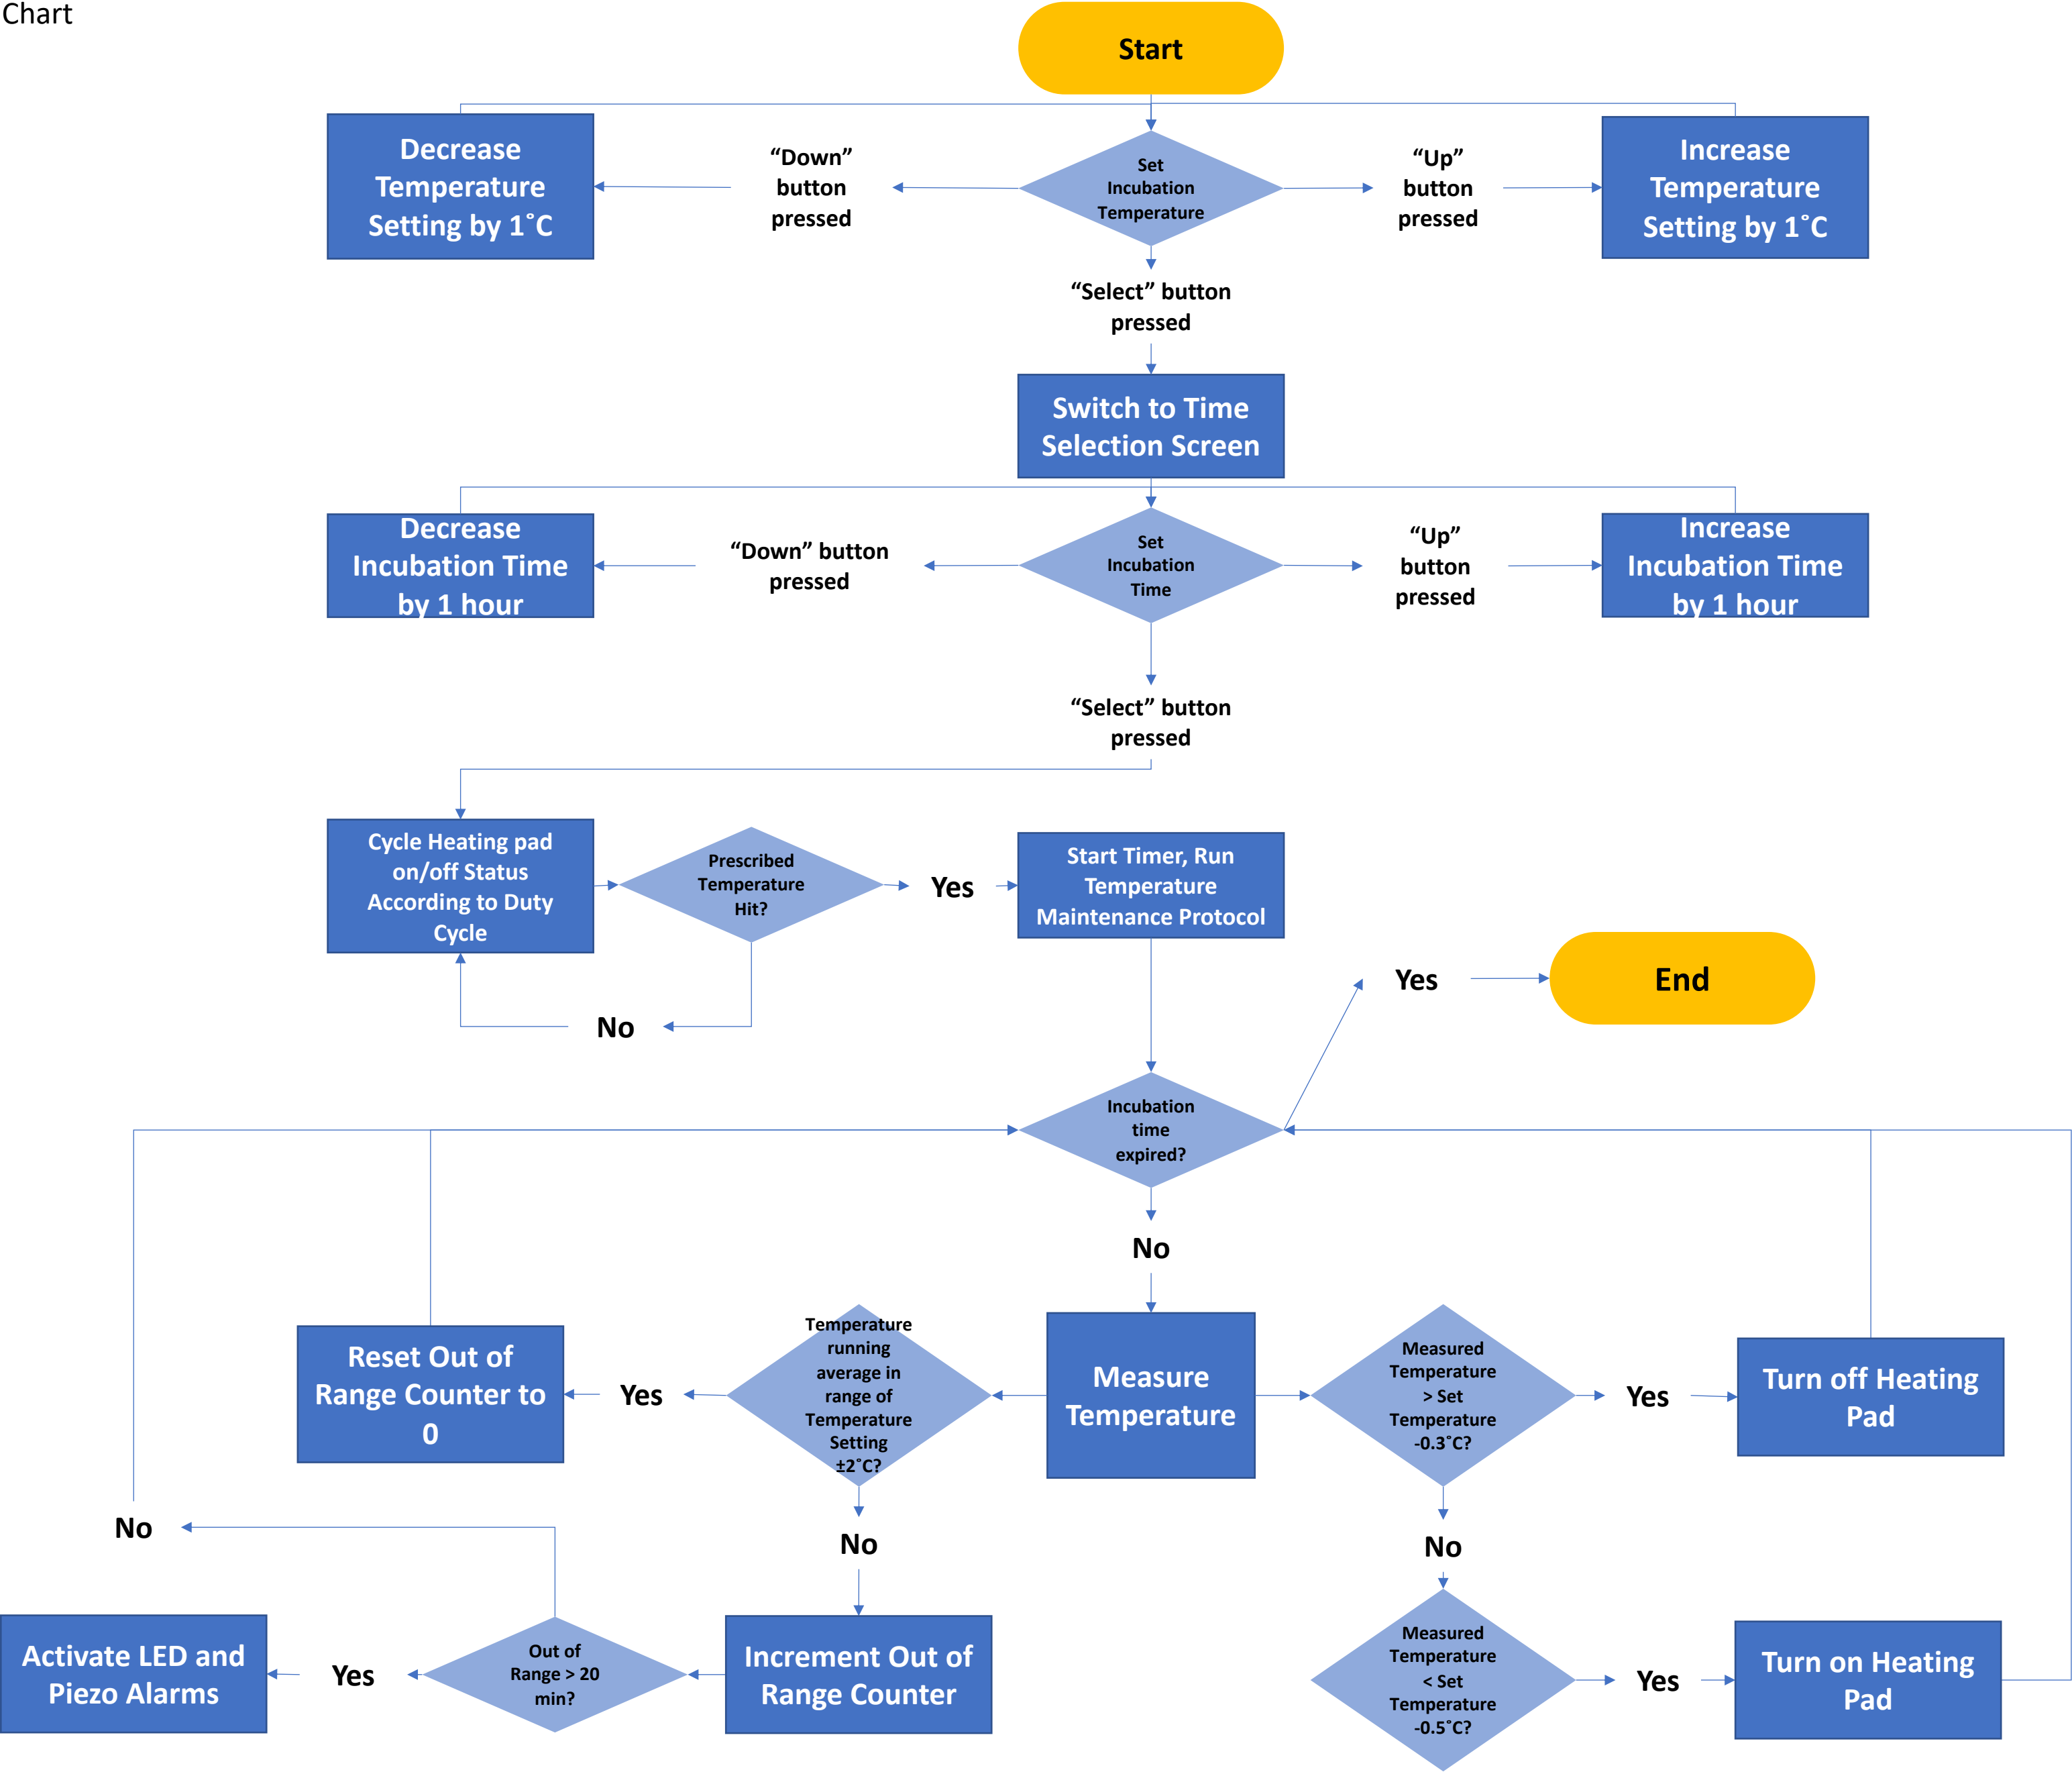 Chart
Start
Decrease
Temperature
Setting by 1˚C
“Down”
button
pressed
Set
Incubation
Temperature
“Up”
button
pressed
Increase
Temperature
Setting by 1˚C
“Select” button
pressed
Switch to Time
Selection Screen
Decrease
Incubation Time
by 1 hour
“Down” button
pressed
Set
Incubation
Time
“Up”
button
pressed
Increase
Incubation Time
by 1 hour
“Select” button
pressed
Cycle Heating pad
on/off Status
According to Duty
Cycle
Prescribed
Temperature
Hit?
Yes
Start Timer, Run
Temperature
Maintenance Protocol
No
Yes
End
Incubation
time
expired?
No
Reset Out of
Range Counter to
0
Yes
Temperature
running
average in
range of
Temperature
Setting
±2˚C?
Measure
Temperature
Measured
Temperature
> Set
Temperature
-0.3˚C?
Yes
Turn off Heating
Pad
No
No
No
Activate LED and
Piezo Alarms
Yes
Out of
Range > 20
min?
Increment Out of
Range Counter
Measured
Temperature
< Set
Temperature
-0.5˚C?
Yes
Turn on Heating
Pad